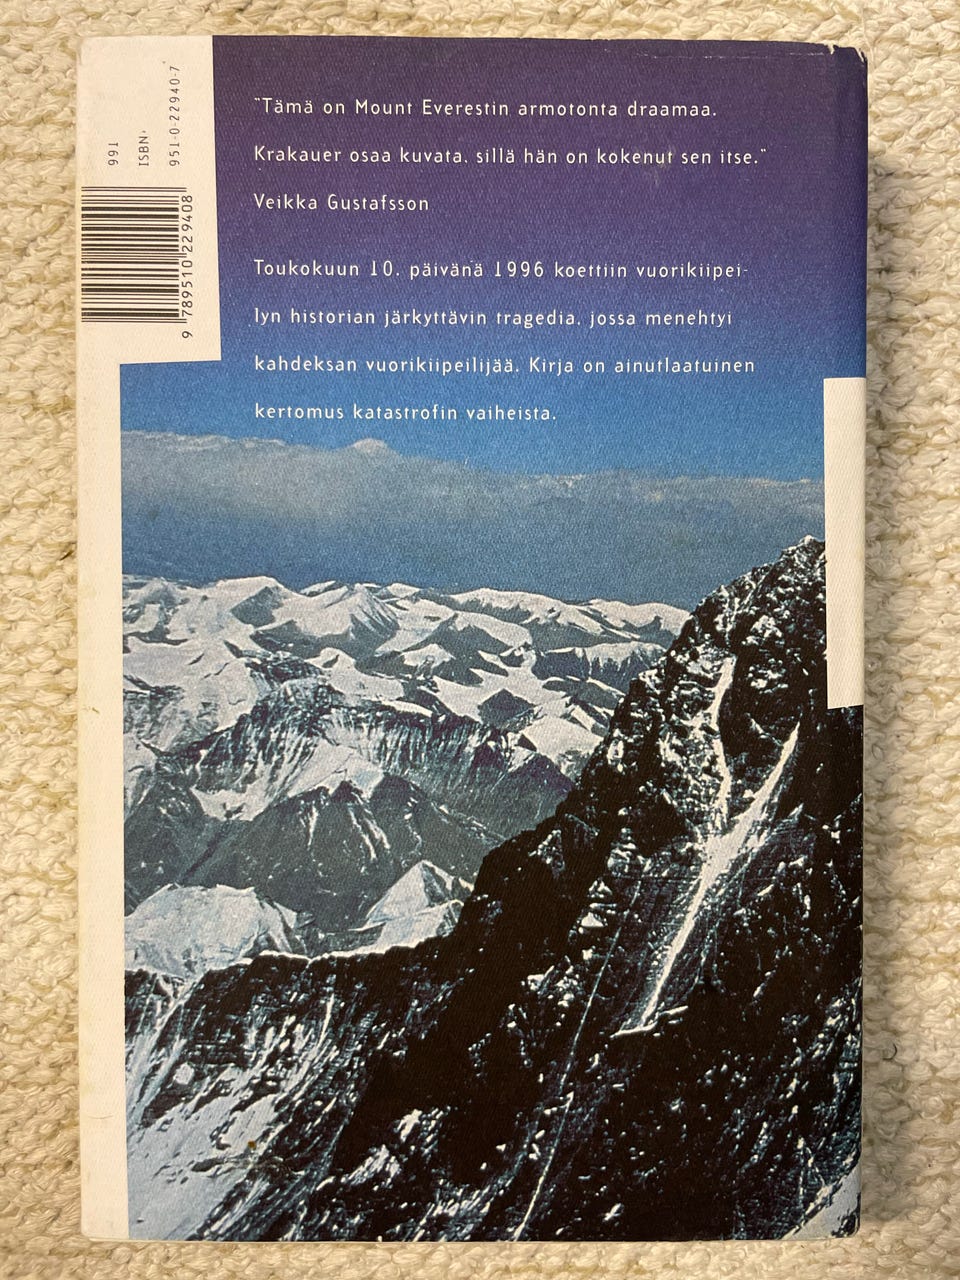 991
ISBN
951-0-22940-7
9 789510 229408
"Tämä on Mount Everestin armotonta draamaa.
Krakauer osaa kuvata, sillä hän on kokenut sen itse."
Veikka Gustafsson
Toukokuun 10. päivänä 1996 koettiin vuorikiipei-
lyn historian järkyttävin tragedia, jossa menehtyi
kahdeksan vuorikiipeilijää. Kirja on ainutlaatuinen
kertomus katastrofin vaiheista.